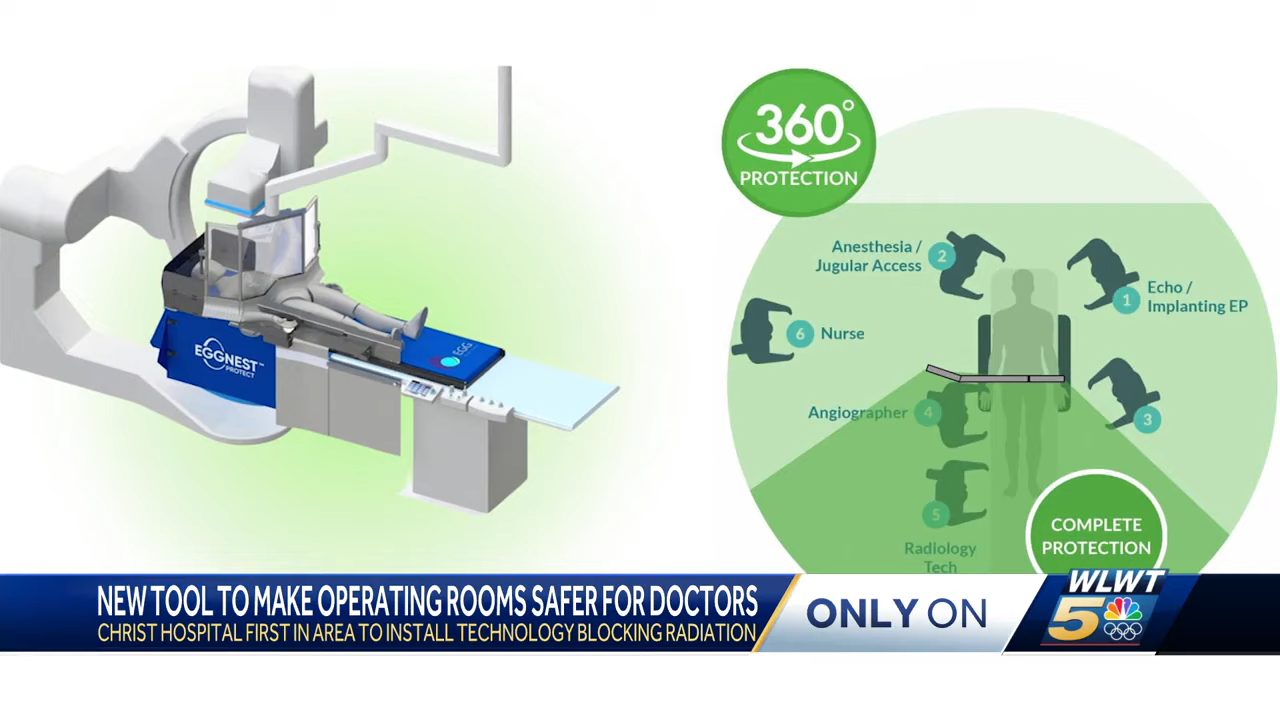 360°
PROTECTION
Anesthesia /
Jugular Access
2
1
Echo /
Implanting EP
6
Nurse
Angiographer
4
3
5
Radiology
Tech
COMPLETE
PROTECTION
EGGNEST™
PROTECT
EGG
NEW TOOL TO MAKE OPERATING ROOMS SAFER FOR DOCTORS
CHRIST HOSPITAL FIRST IN AREA TO INSTALL TECHNOLOGY BLOCKING RADIATION
ONLY ON
WLWT
5